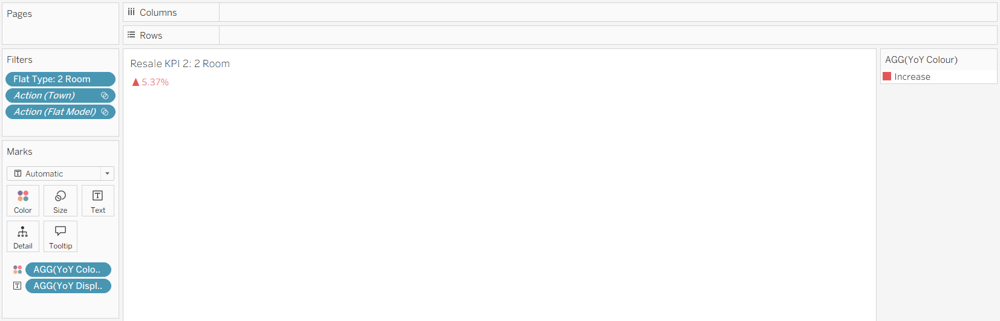 Pages
Columns
Rows
Filters
Flat Type: 2 Room
Action (Town)
Action (Flat Model)
Marks
Automatic
Color
Size
Text
Detail
Tooltip
AGG(YoY Colo..
AGG(YoY Displ..
Resale KPI 2: 2 Room
▲5.37%
AGG(YoY Colour)
Increase